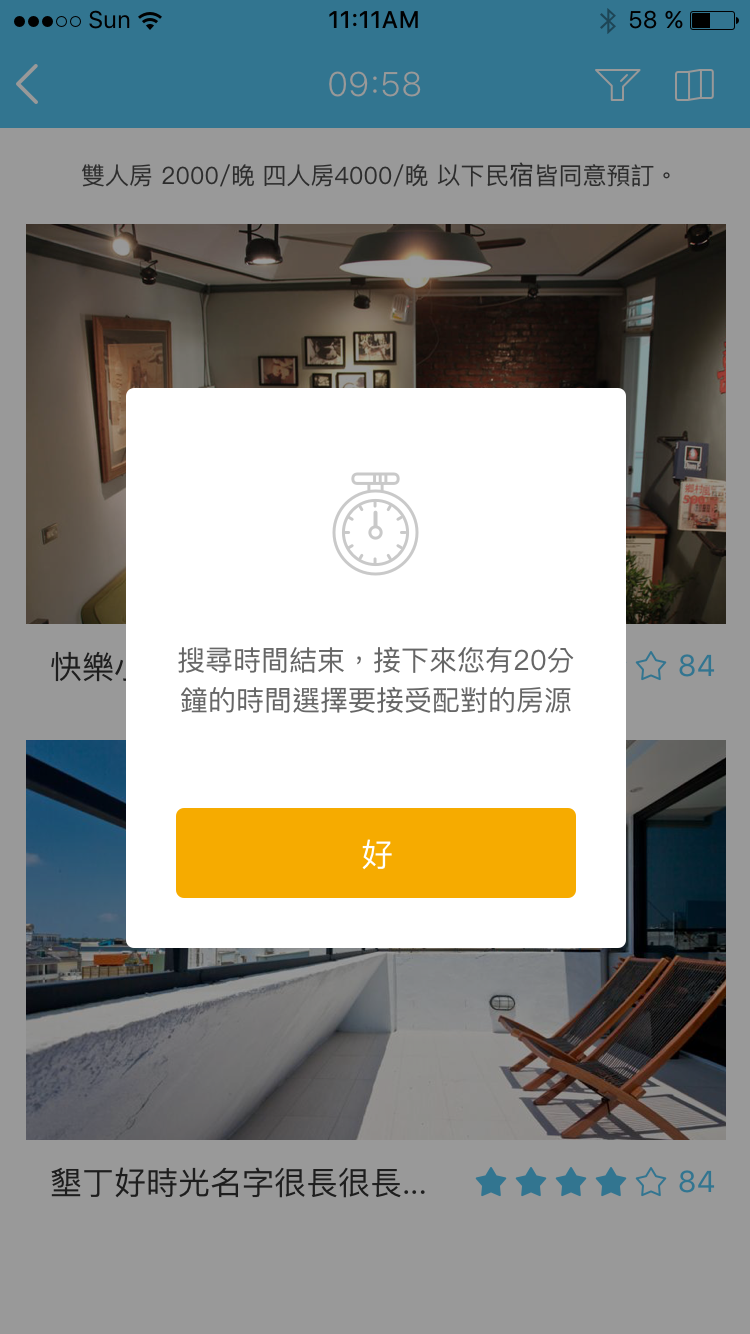 Sun 11:11AM 58 %
09:58
雙人房 2000/晚 四人房4000/晚 以下民宿皆同意預訂。
搜尋時間結束，接下來您有20分
鐘的時間選擇要接受配對的房源
快樂小
84
好
墾丁好時光名字很長很長... 84